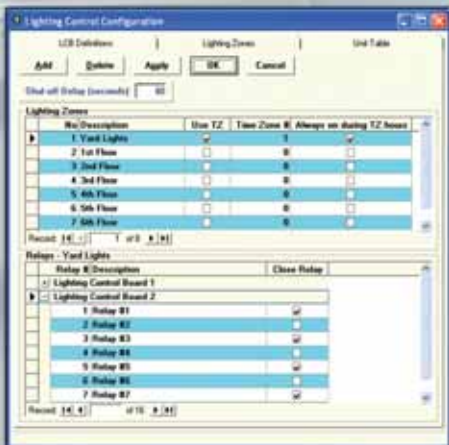 Lighting Control Configuration
LCB Definitions | Lighting Zones | Unit Table
Add Delete Apply OK Cancel
Shut-off Delay (seconds) 60
Lighting Zones
No Description Use TZ Time Zone # Always on during TZ hours
1 Yard Lights 1
2 1st Floor 0
3 2nd Floor 0
4 3rd Floor 0
5 4th Floor 0
6 5th Floor 0
7 6th Floor 0
Record: 1 of 8
Relays - Yard Lights
Relay # Description Close Relay
Lighting Control Board 1
Lighting Control Board 2
1 Relay #1
2 Relay #2
3 Relay #3
4 Relay #4
5 Relay #5
6 Relay #6
7 Relay #7
Record: of 16